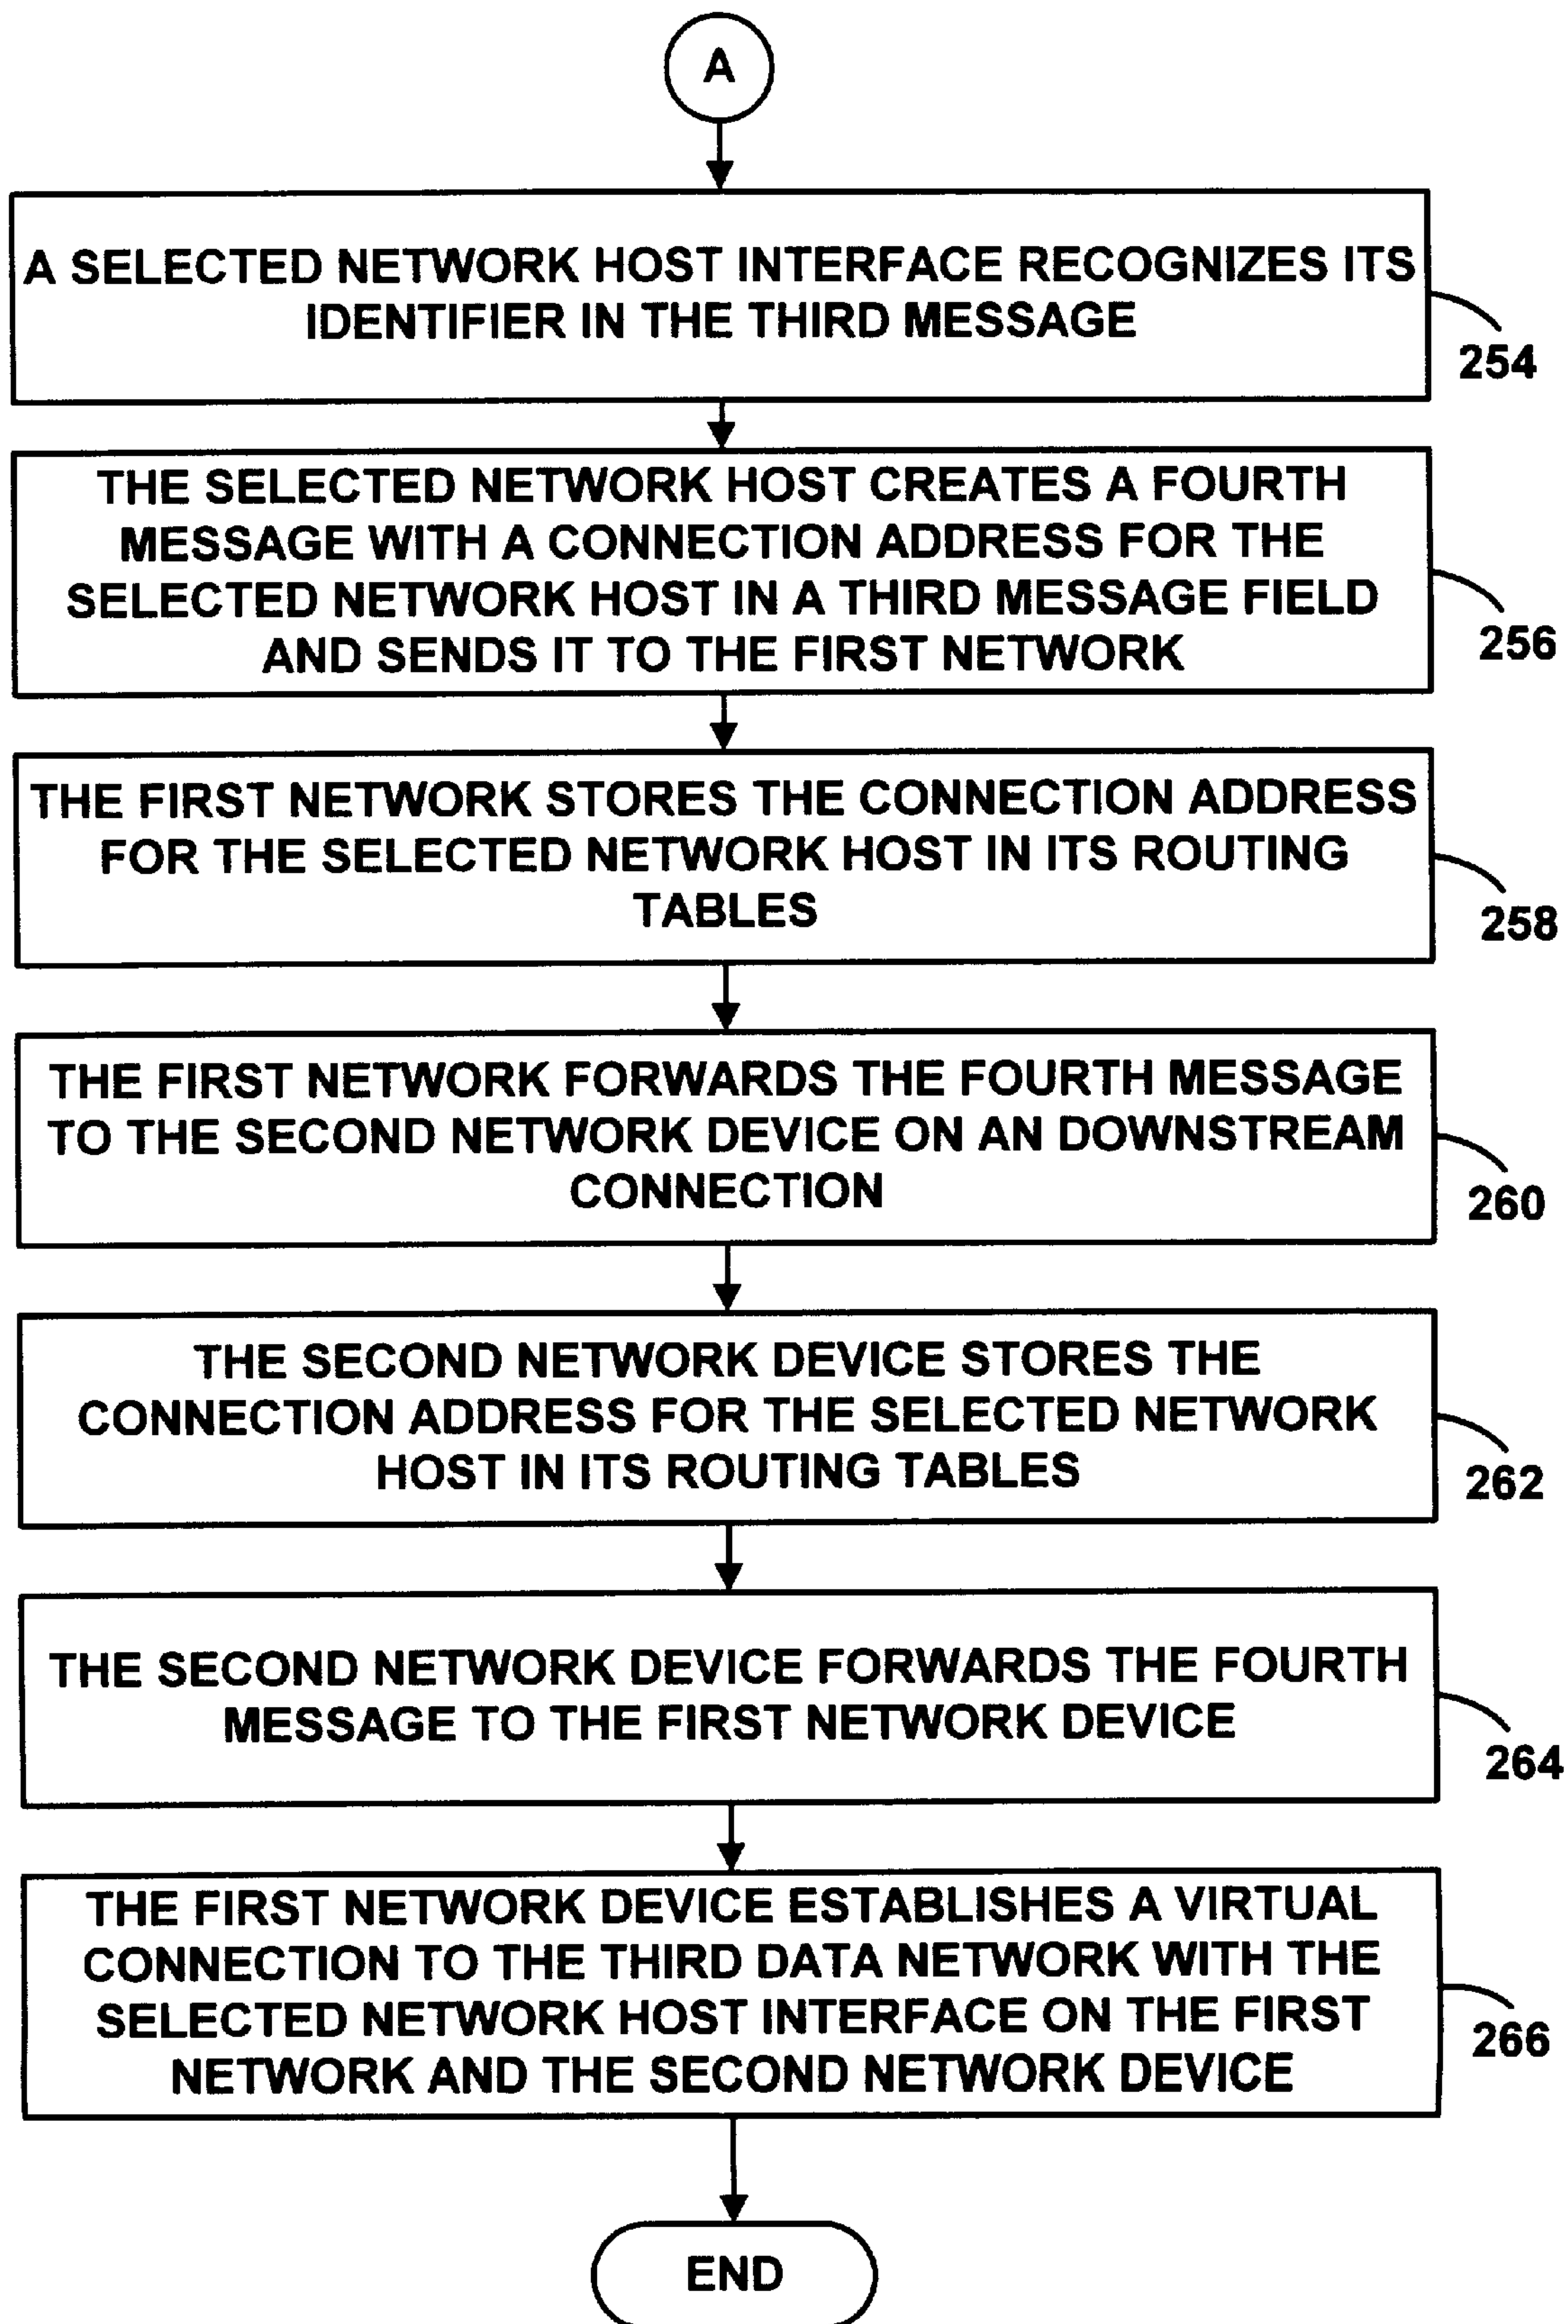 A
A SELECTED NETWORK HOST INTERFACE RECOGNIZES ITS
IDENTIFIER IN THE THIRD MESSAGE
254
THE SELECTED NETWORK HOST CREATES A FOURTH
MESSAGE WITH A CONNECTION ADDRESS FOR THE
SELECTED NETWORK HOST IN A THIRD MESSAGE FIELD
AND SENDS IT TO THE FIRST NETWORK
256
THE FIRST NETWORK STORES THE CONNECTION ADDRESS
FOR THE SELECTED NETWORK HOST IN ITS ROUTING
TABLES
258
THE FIRST NETWORK FORWARDS THE FOURTH MESSAGE
TO THE SECOND NETWORK DEVICE ON AN DOWNSTREAM
CONNECTION
260
THE SECOND NETWORK DEVICE STORES THE
CONNECTION ADDRESS FOR THE SELECTED NETWORK
HOST IN ITS ROUTING TABLES
262
THE SECOND NETWORK DEVICE FORWARDS THE FOURTH
MESSAGE TO THE FIRST NETWORK DEVICE
264
THE FIRST NETWORK DEVICE ESTABLISHES A VIRTUAL
CONNECTION TO THE THIRD DATA NETWORK WITH THE
SELECTED NETWORK HOST INTERFACE ON THE FIRST
NETWORK AND THE SECOND NETWORK DEVICE
266
END